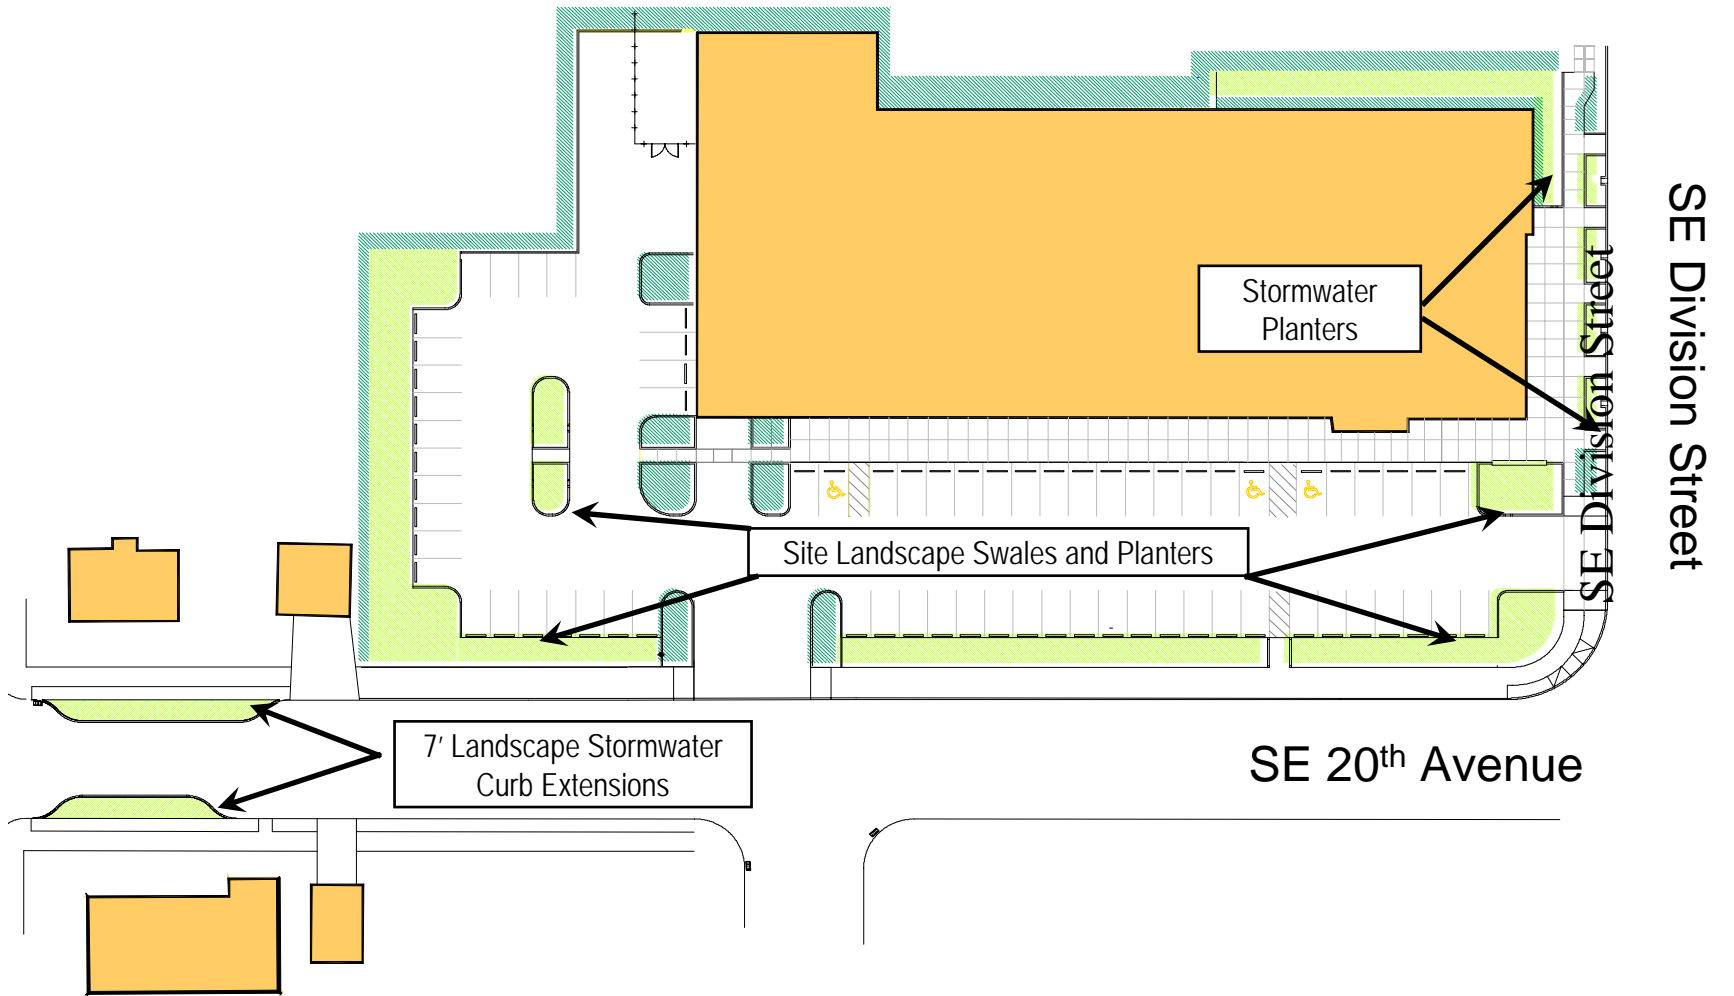 Stormwater
Planters
SE Division Street
SE Division Street
Site Landscape Swales and Planters
7' Landscape Stormwater
Curb Extensions
SE 20th Avenue